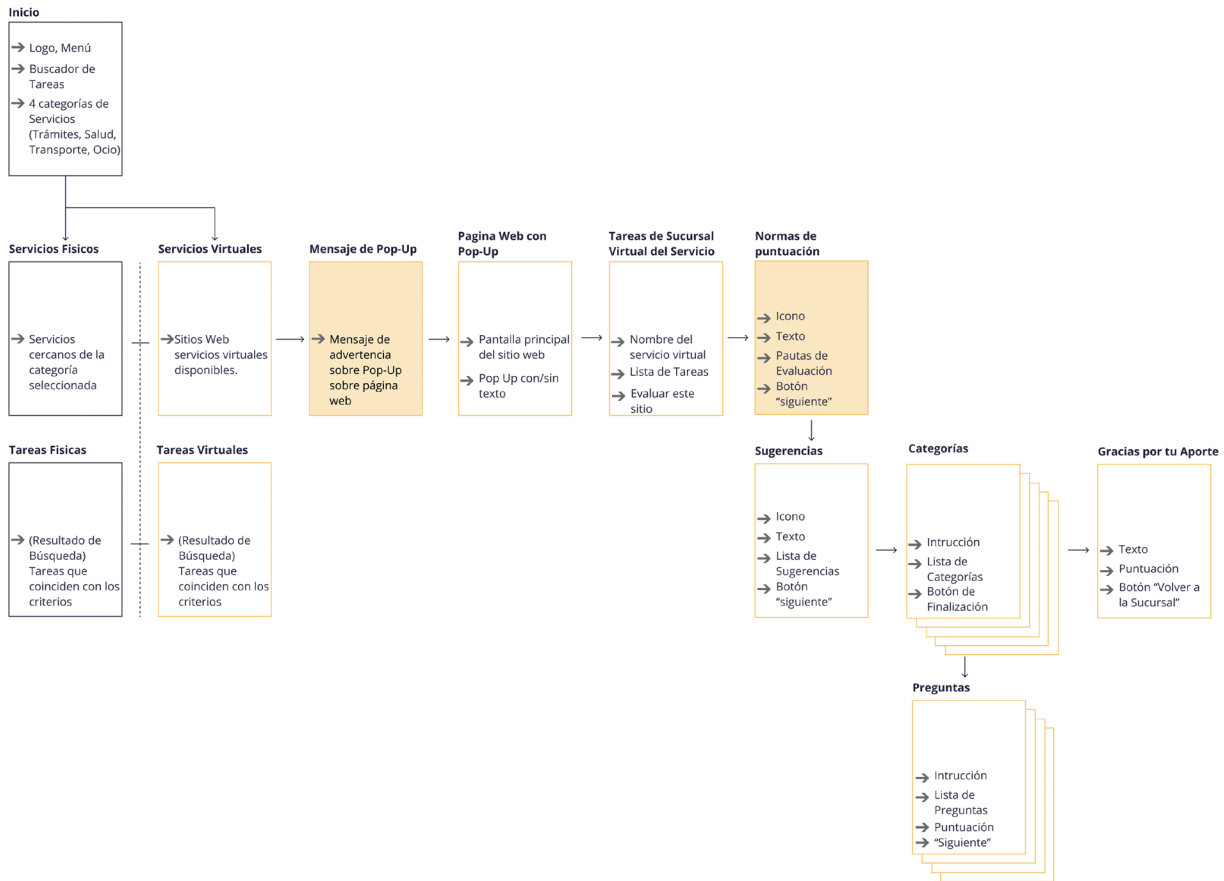 Inicio
Logo, Menú
Buscador de
Tareas
4 categorías de
Servicios
(Trámites, Salud,
Transporte, Ocio)
Servicios Fisicos
Servicios
cercanos de la
categoría
seleccionada
Servicios Virtuales
Sitios Web
servicios virtuales
disponibles.
Mensaje de Pop-Up
Mensaje de
advertencia
sobre Pop-Up
sobre página
web
Pagina Web con
Pop-Up
Pantalla principal
del sitio web
Pop Up con/sin
texto
Tareas de Sucursal
Virtual del Servicio
Nombre del
servicio virtual
Lista de Tareas
Evaluar este
sitio
Normas de
puntuación
Icono
Texto
Pautas de
Evaluación
Botón
“siguiente”
Tareas Fisicas
(Resultado de
Búsqueda)
Tareas que
coinciden con los
criterios
Tareas Virtuales
(Resultado de
Búsqueda)
Tareas que
coinciden con los
criterios
Sugerencias
Icono
Texto
Lista de
Sugerencias
Botón
“siguiente”
Categorías
Intrucción
Lista de
Categorías
Botón de
Finalización
Gracias por tu Aporte
Texto
Puntuación
Botón “Volver a
la Sucursal”
Preguntas
Intrucción
Lista de
Preguntas
Puntuación
“Siguiente”